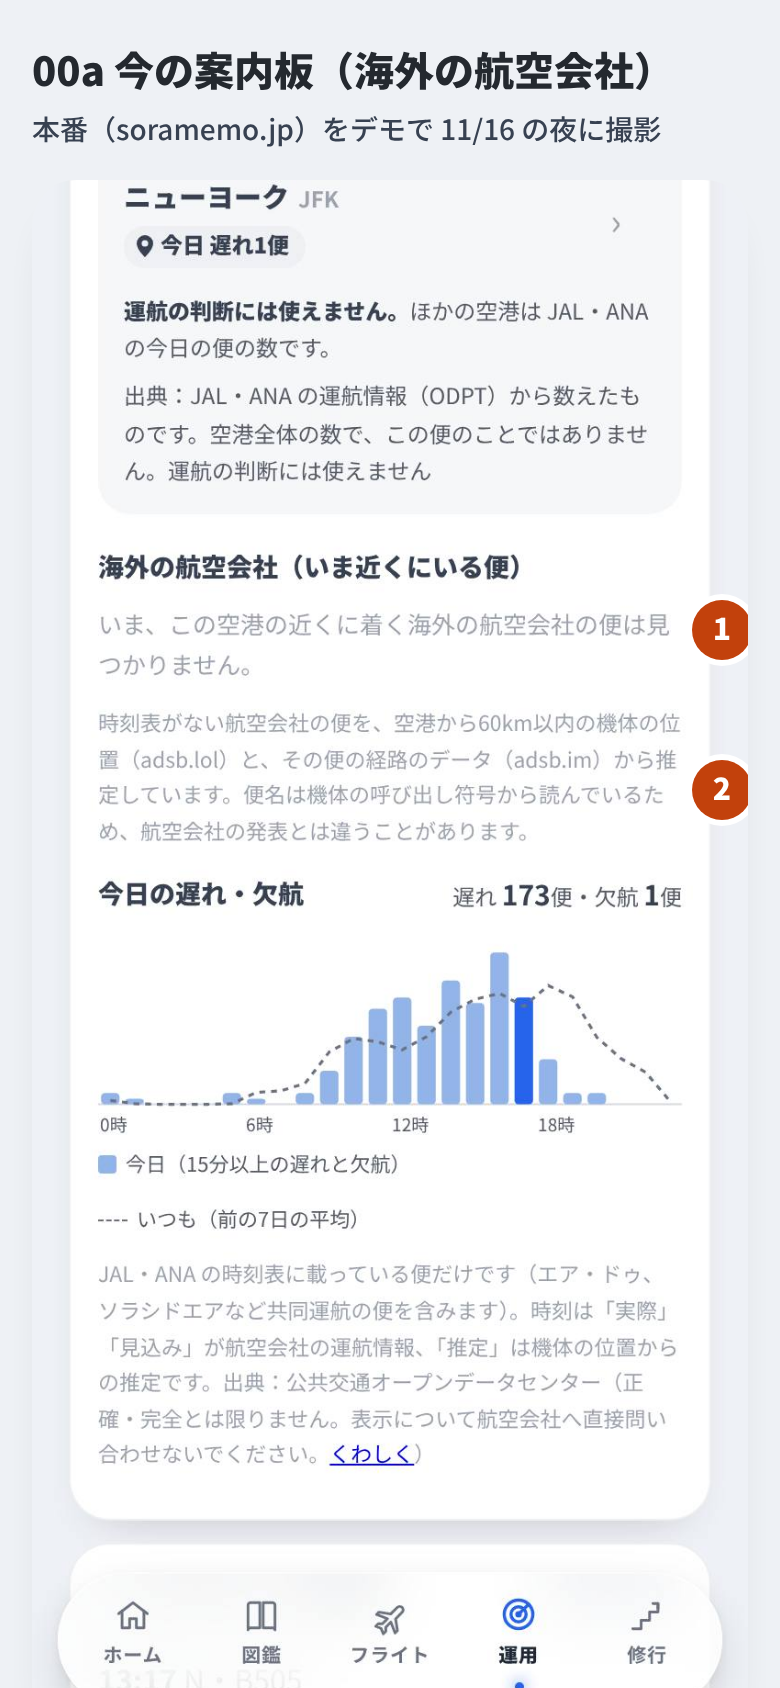 00a 今の案内板（海外の航空会社）
本番（soramemo.jp）をデモで 11/16 の夜に撮影
ニューヨーク JFK
今日 遅れ1便
運航の判断には使えません。ほかの空港は JAL・ANA
の今日の便の数です。
出典：JAL・ANA の運航情報（ODPT）から数えたも
のです。空港全体の数で、この便のことではありませ
ん。運航の判断には使えません
海外の航空会社（いま近くにいる便）
いま、この空港の近くに着く海外の航空会社の便は見
つかりません。
1
時刻表がない航空会社の便を、空港から60km以内の機体の位
置（adsb.lol）と、その便の経路のデータ（adsb.im）から推
定しています。便名は機体の呼び出し符号から読んでいるた
め、航空会社の発表とは違うことがあります。
2
今日の遅れ・欠航
遅れ 173便・欠航 1便
0時 6時 12時 18時
今日（15分以上の遅れと欠航）
---- いつも（前の7日の平均）
JAL・ANA の時刻表に載っている便だけです（エア・ドゥ、
ソラシドエアなど共同運航の便を含みます）。時刻は「実際」
「見込み」が航空会社の運航情報、「推定」は機体の位置から
の推定です。出典：公共交通オープンデータセンター（正
確・完全とは限りません。表示について航空会社へ直接問い
合わせないでください。くわしく）
ホーム 図鑑 フライト 運用 修行
13:17 N・B505